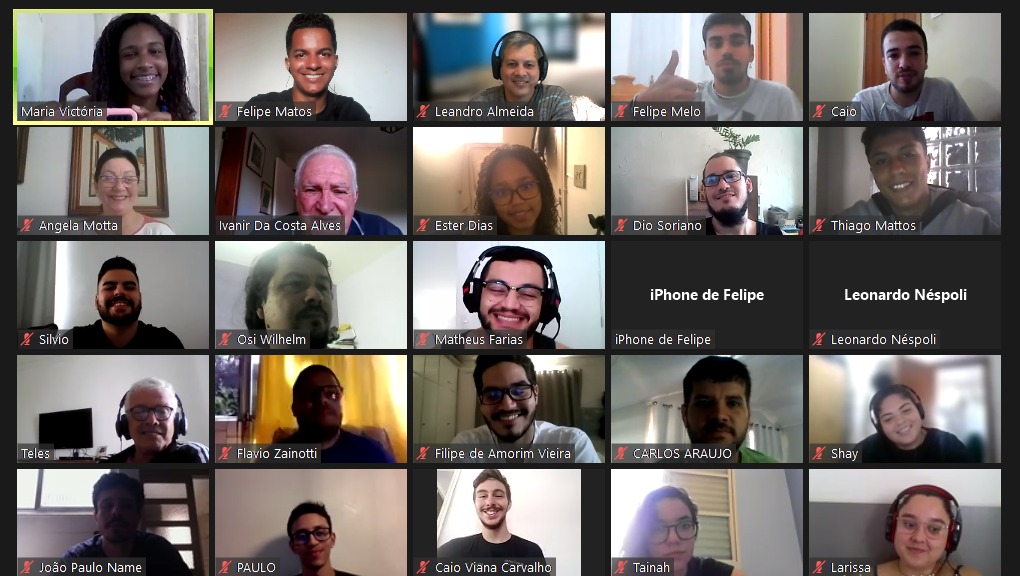 Maria Victória
Felipe Matos
Leandro Almeida
Felipe Melo
Caio
Angela Motta
Ivanir Da Costa Alves
Ester Dias
Dio Soriano
Thiago Mattos
Silvio
Osi Wilhelm
Matheus Farias
iPhone de Felipe
iPhone de Felipe
Leonardo Néspoli
Leonardo Néspoli
Teles
Flavio Zainotti
Filipe de Amorim Vieira
CARLOS ARAUJO
Shay
João Paulo Name
PAULO
Caio Viana Carvalho
Tainah
Larissa